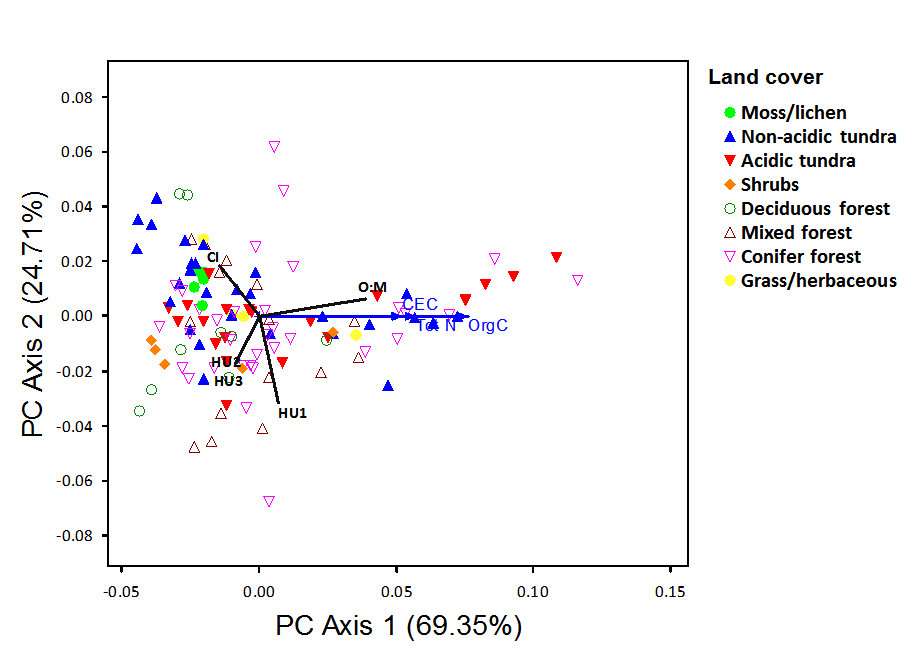 Land cover
Moss/lichen
Non-acidic tundra
Acidic tundra
Shrubs
Deciduous forest
Mixed forest
Conifer forest
Grass/herbaceous
PC Axis 2 (24.71%)
0.08
0.06
0.04
0.02
0.00
-0.02
-0.04
-0.06
-0.08
CI
O:M
CEC
Tot N OrgC
HU2
HU3
HU1
-0.05 0.00 0.05 0.10 0.15
PC Axis 1 (69.35%)